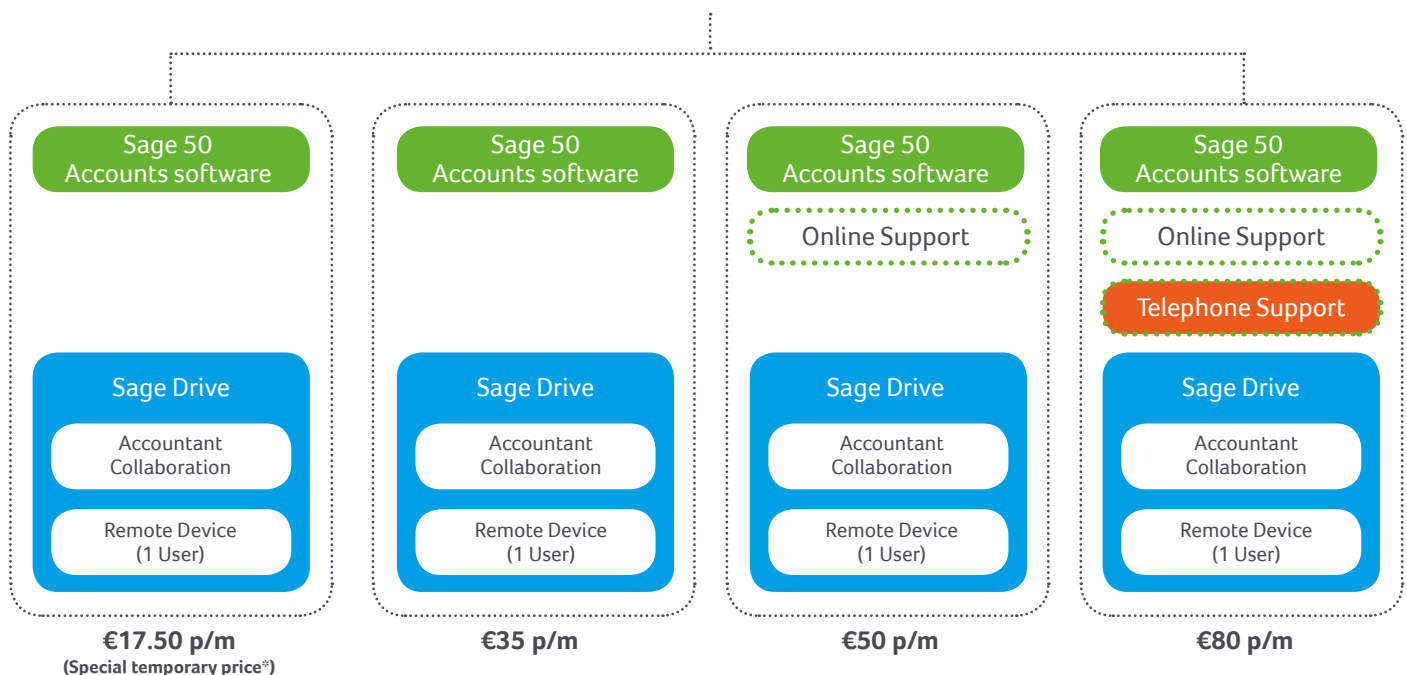 Sage 50
Accounts software
Sage Drive
Accountant
Collaboration
Remote Device
(1 User)
€17.50 p/m
(Special temporary price*)
Sage 50
Accounts software
Sage Drive
Accountant
Collaboration
Remote Device
(1 User)
€35 p/m
Sage 50
Accounts software
Online Support
Sage Drive
Accountant
Collaboration
Remote Device
(1 User)
€50 p/m
Sage 50
Accounts software
Online Support
Telephone Support
Sage Drive
Accountant
Collaboration
Remote Device
(1 User)
€80 p/m